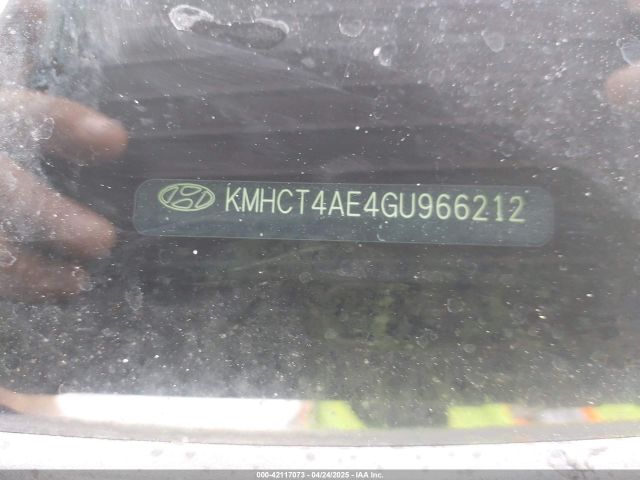 KMHCT4AE4GU966212
000-42117073 - 04/24/2025 - IAA Inc.